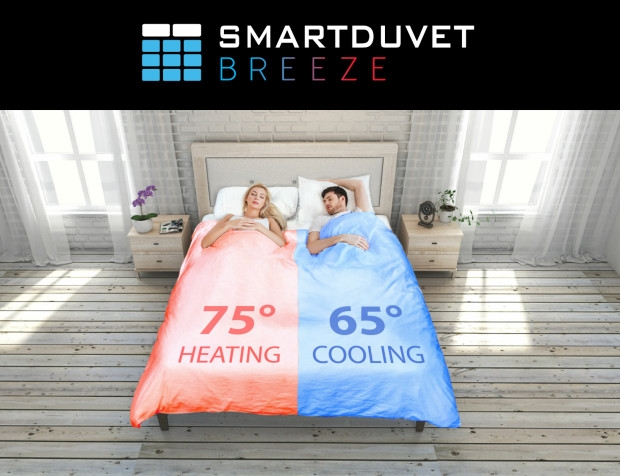 SMARTDUVET
BREEZE
75° 65°
HEATING COOLING